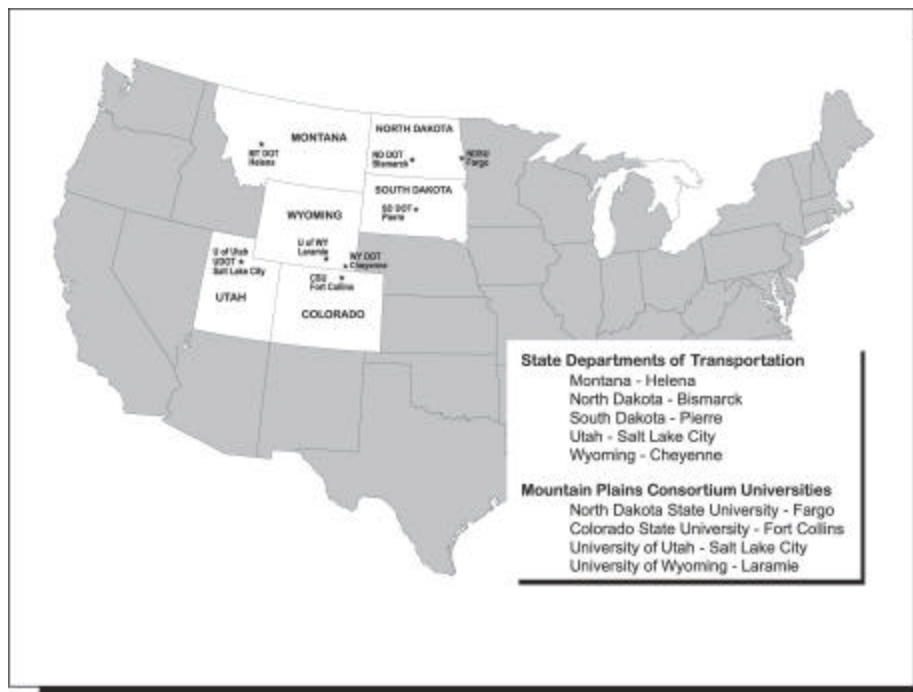 MONTANA
MT DOT
Helena
NORTH DAKOTA
ND DOT
Bismarck
NDSU
Fargo
SOUTH DAKOTA
SD DOT
Pierre
WYOMING
U of WY
Laramie
WY DOT
Cheyenne
U of Utah
UDOT
Salt Lake City
UTAH
CSU
Fort Collins
COLORADO
State Departments of Transportation
Montana - Helena
North Dakota - Bismarck
South Dakota - Pierre
Utah - Salt Lake City
Wyoming - Cheyenne
Mountain Plains Consortium Universities
North Dakota State University - Fargo
Colorado State University - Fort Collins
University of Utah - Salt Lake City
University of Wyoming - Laramie